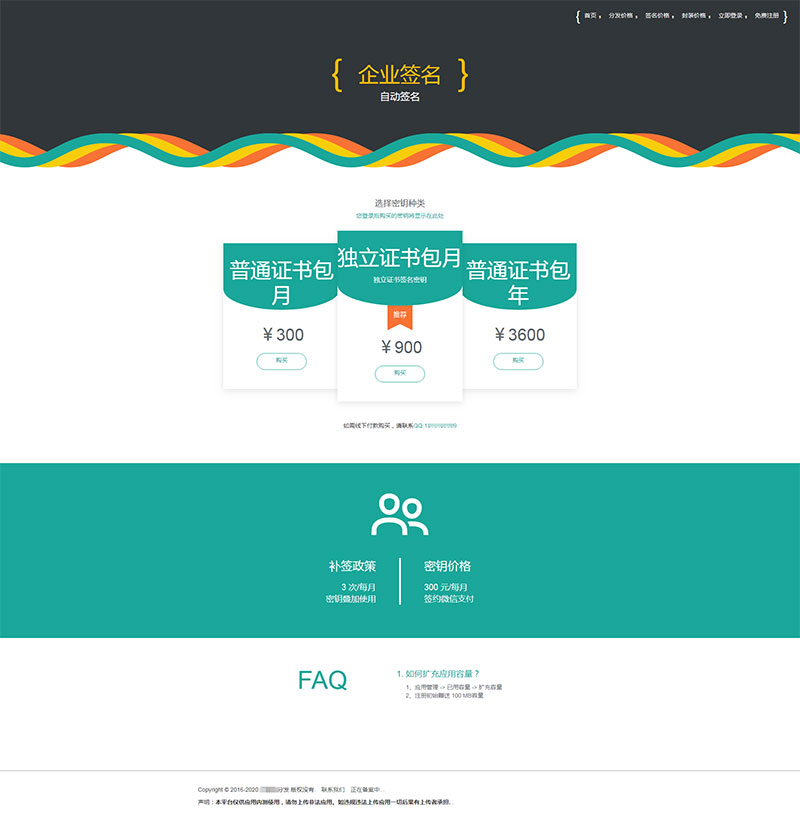 { 首页 , 分发价格 , 签名价格 , 封装价格 , 立即登录 , 免费注册 }
{ 企业签名 }
自动签名
选择密钥种类
您登录后购买的密钥将显示在此处
普通证书包月
¥300
购买
独立证书包月
独立证书签名密钥
推荐
¥900
购买
普通证书包年
¥3600
购买
如需线下付款购买，请联系QQ
补签政策
3 次/每月
密钥叠加使用
密钥价格
300 元/每月
签约微信支付
FAQ
1. 如何扩充应用容量？
1、应用管理 -> 已用容量 -> 扩充容量
2、注册初始赠送 100 MB容量
Copyright © 2016-2020 分发 版权没有. 联系我们 正在备案中...
声明：本平台仅供应用内测使用，请勿上传非法应用。如违规违法上传应用一切后果有上传者承担.